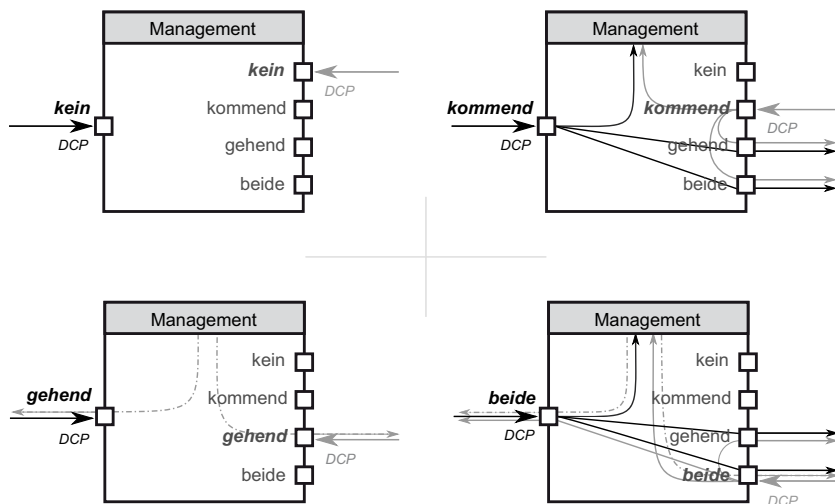 Management
kein
kein
DCP
kommend
DCP
gehend
beide
Management
kein
kommend
kommend
DCP
DCP
gehend
beide
Management
kein
gehend
kommend
DCP
gehend
DCP
beide
Management
kein
beide
kommend
DCP
gehend
beide
DCP